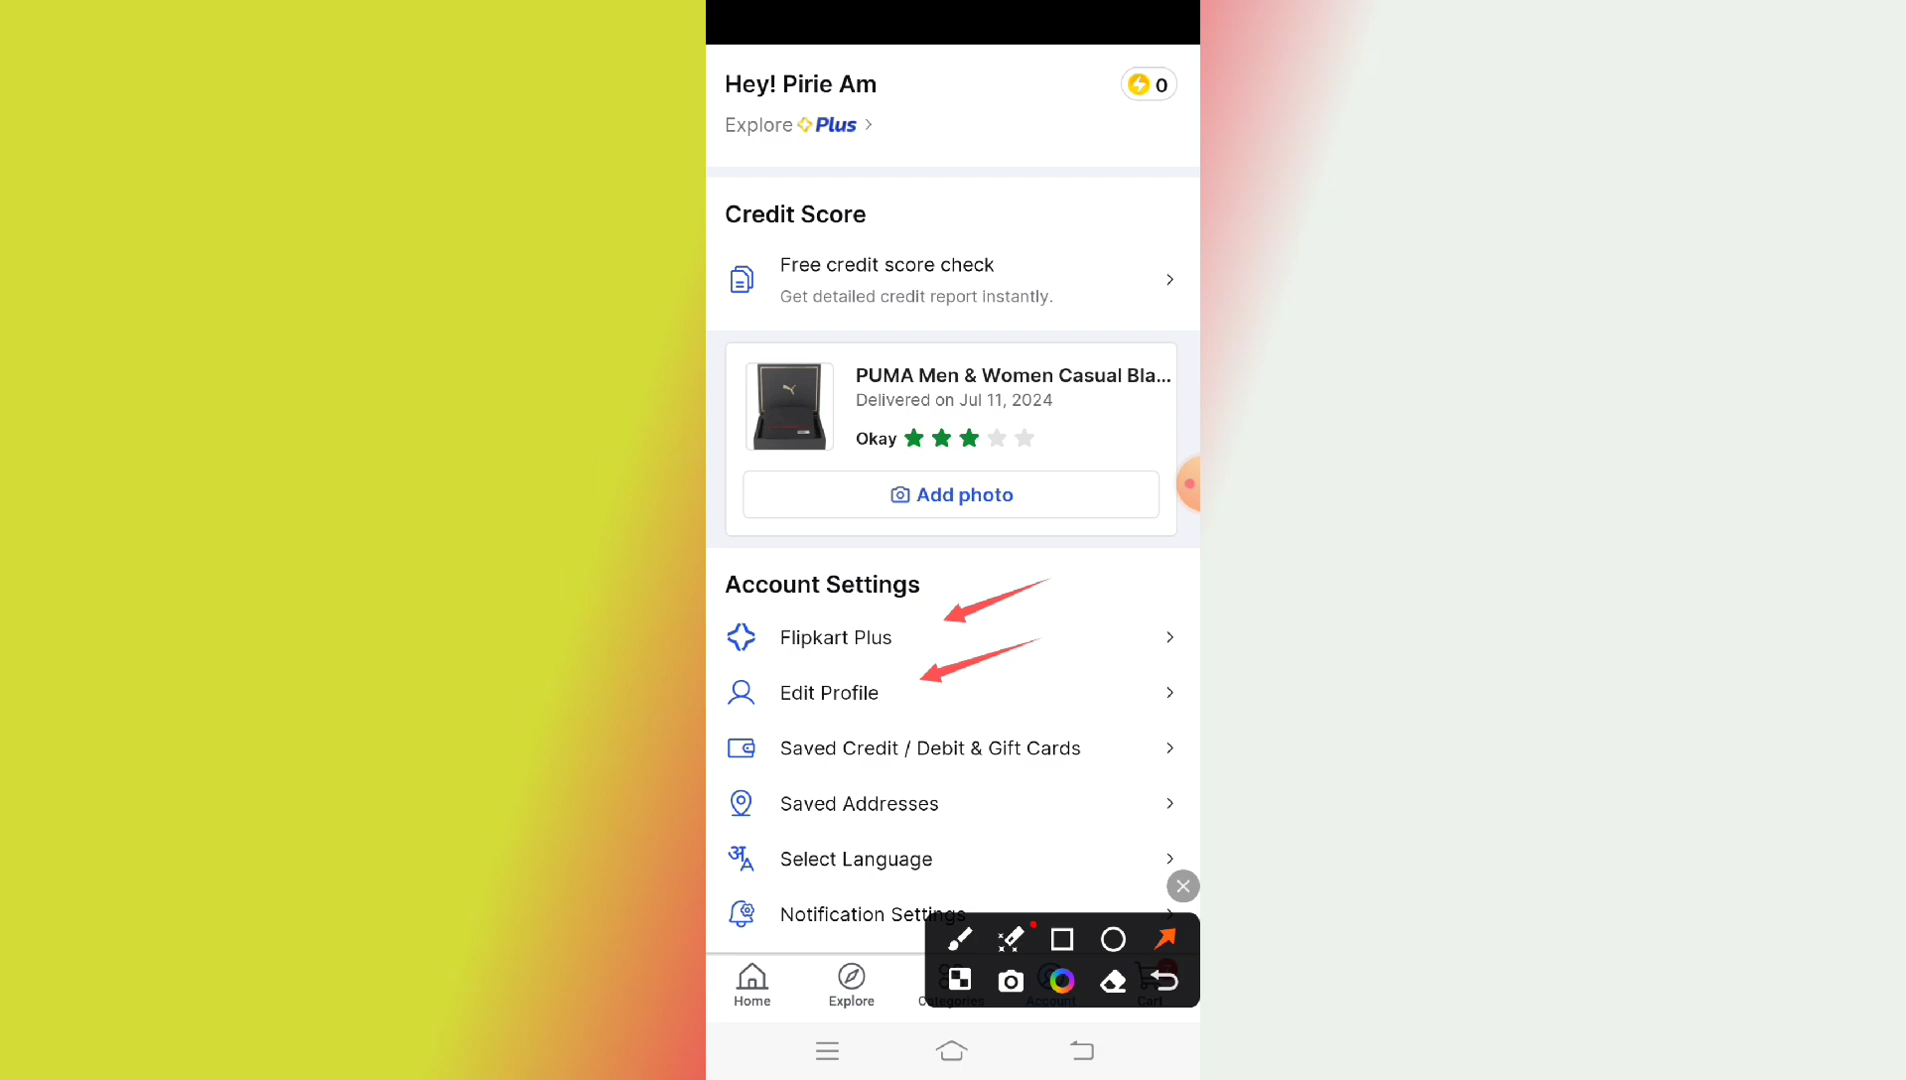 Hey! Pirie Am
0
Explore Plus
Credit Score
Free credit score check
Get detailed credit report instantly.
PUMA Men & Women Casual Bla...
Delivered on Jul 11, 2024
Okay
Add photo
Account Settings
Flipkart Plus
Edit Profile
Saved Credit / Debit & Gift Cards
Saved Addresses
Select Language
Notification Settings
Home
Explore
Categories
Account
Cart